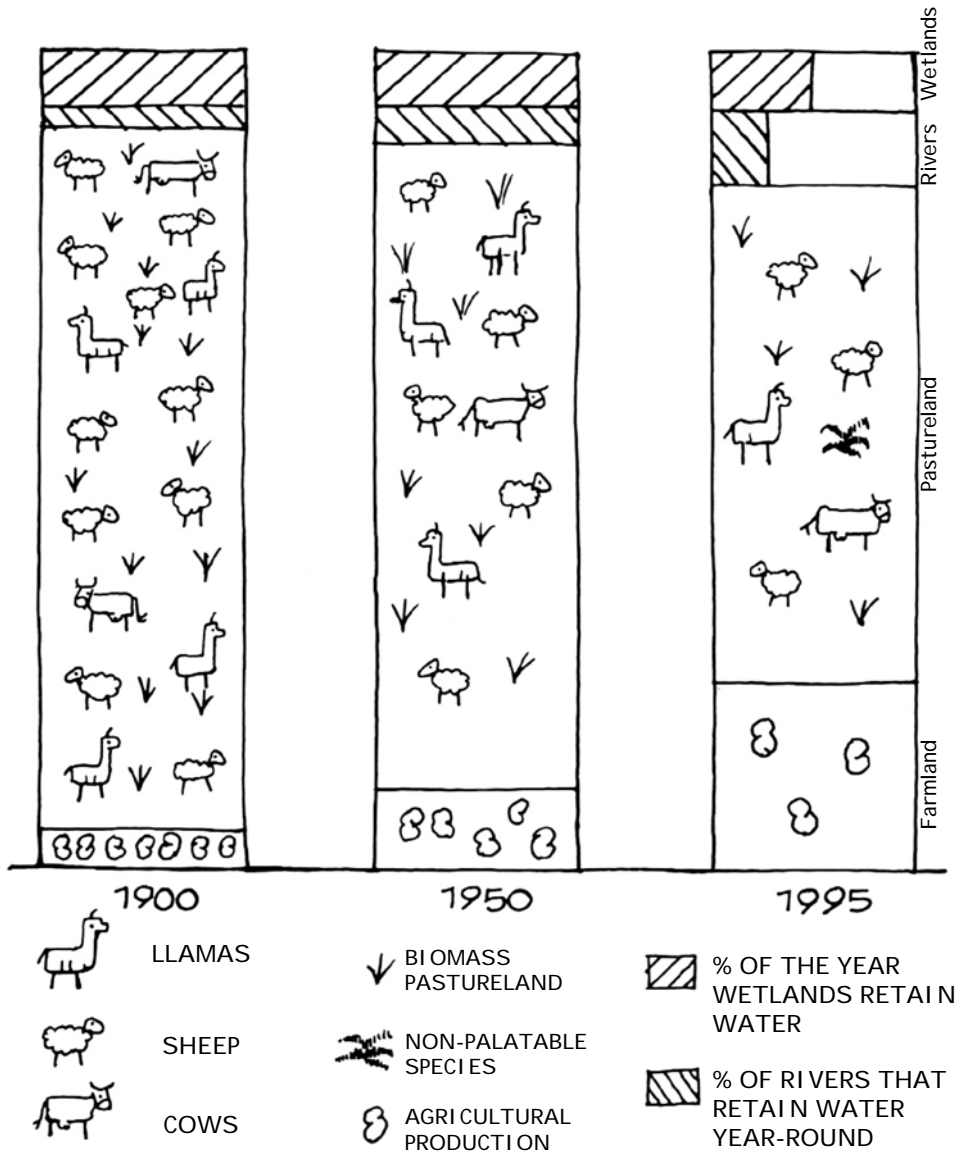 Wetlands
Rivers
Pastureland
Farmland
1900
1950
1995
LLAMAS
SHEEP
COWS
BIOMASS
PASTURELAND
NON-PALATABLE
SPECIES
AGRICULTURAL
PRODUCTION
% OF THE YEAR
WETLANDS RETAIN
WATER
% OF RIVERS THAT
RETAIN WATER
YEAR-ROUND